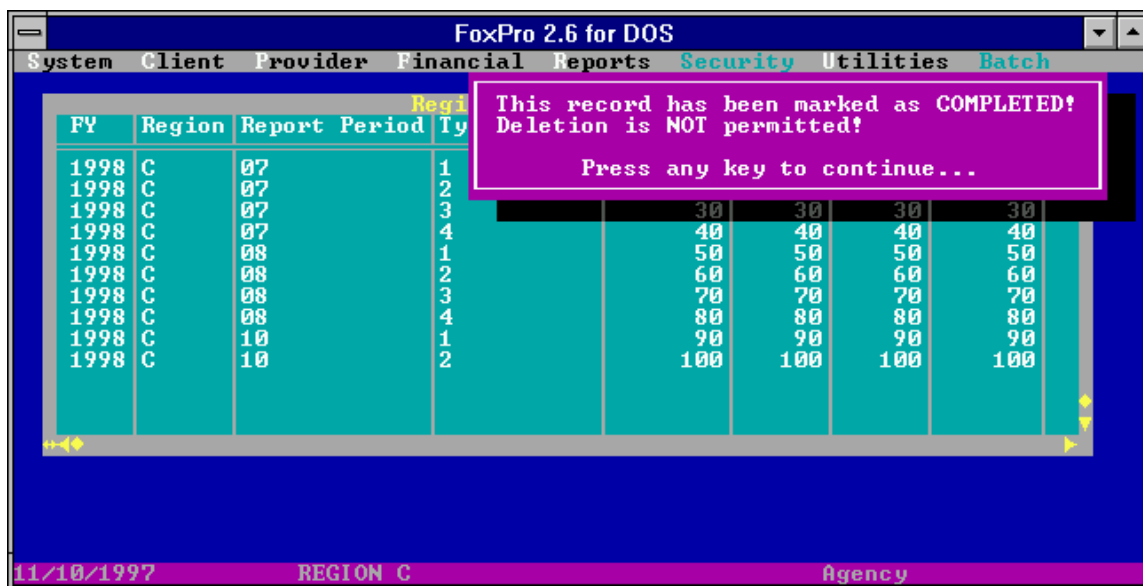 FoxPro 2.6 for DOS
System Client Provider Financial Reports Security Utilities Batch
Regi
This record has been marked as COMPLETED!
Deletion is NOT permitted!
Press any key to continue...
FY Region Report Period Ty
1998 C 07 1
1998 C 07 2
1998 C 07 3 30 30 30 30
1998 C 07 4 40 40 40 40
1998 C 08 1 50 50 50 50
1998 C 08 2 60 60 60 60
1998 C 08 3 70 70 70 70
1998 C 08 4 80 80 80 80
1998 C 10 1 90 90 90 90
1998 C 10 2 100 100 100 100
11/10/1997 REGION C Agency